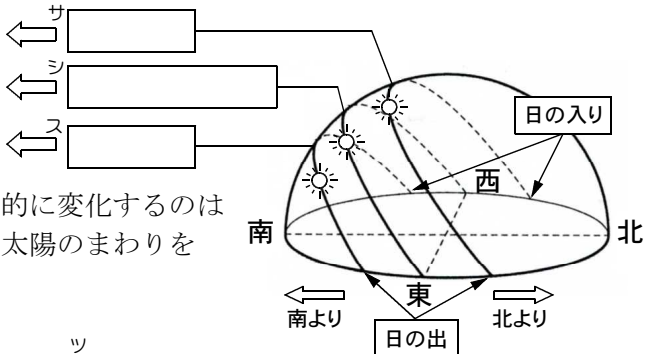 サ
シ
ス
日の入り
西
的に変化するのは
太陽のまわりを
南
北
東
南より
北より
日の出
ッ